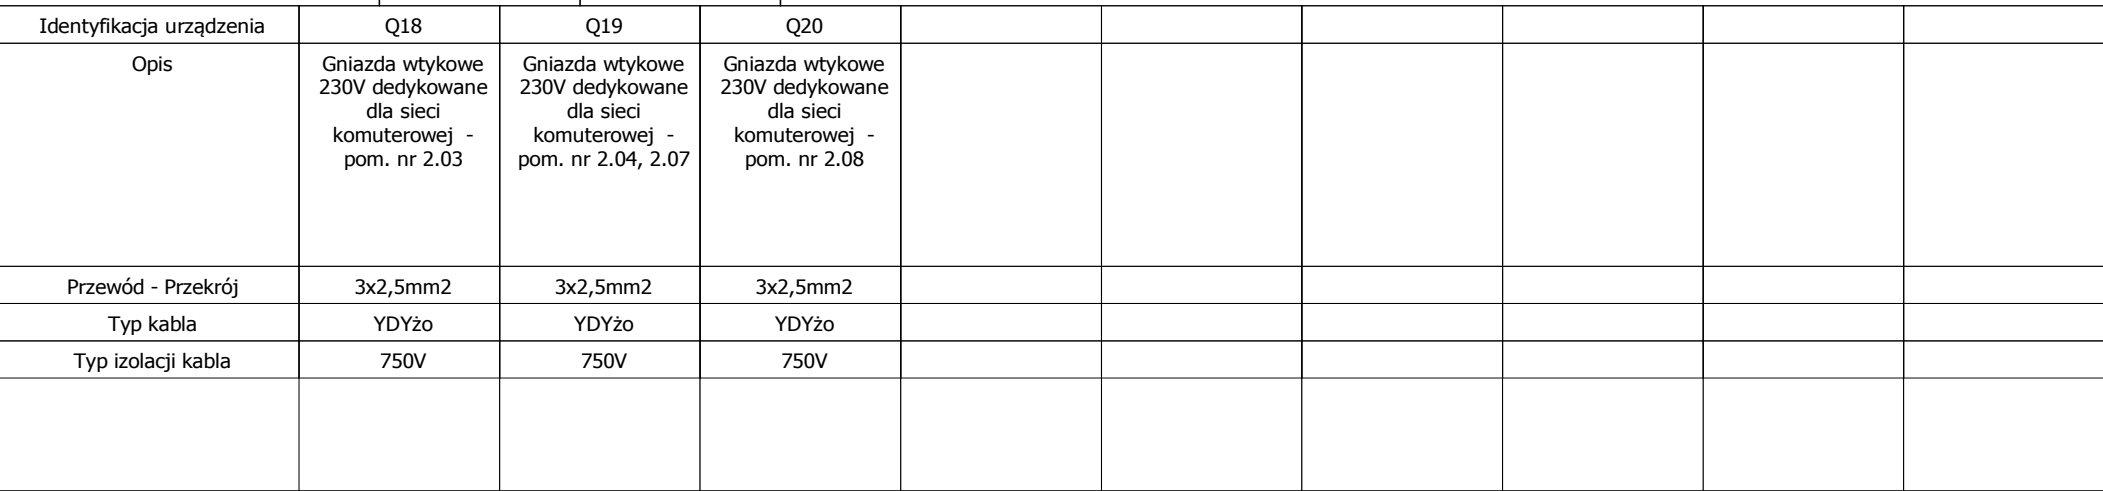 Identyfikacja urządzenia Q18 Q19 Q20
Opis Gniazda wtykowe Gniazda wtykowe Gniazda wtykowe
230V dedykowane 230V dedykowane 230V dedykowane
dla sieci dla sieci dla sieci
komuterowej - komuterowej - komuterowej -
pom. nr 2.03 pom. nr 2.04, 2.07 pom. nr 2.08
Przewód - Przekrój 3x2,5mm2 3x2,5mm2 3x2,5mm2
Typ kabla YDYżo YDYżo YDYżo
Typ izolacji kabla 750V 750V 750V